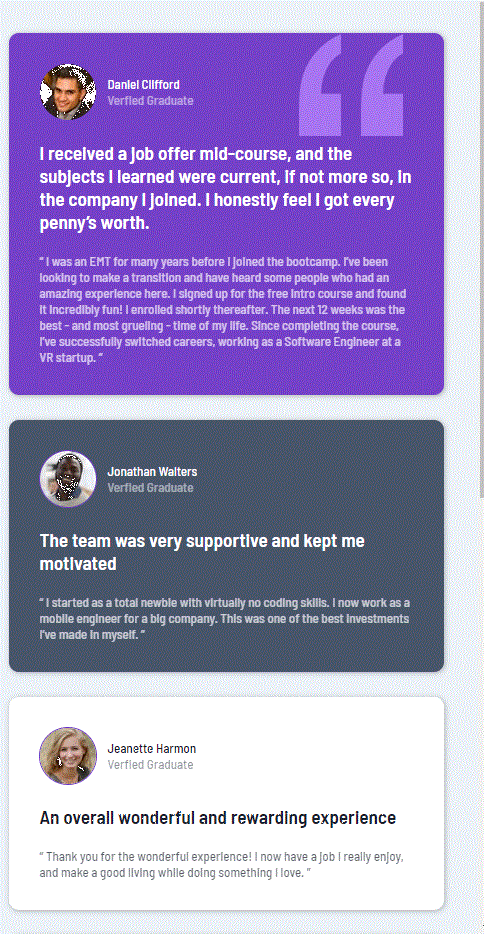 Daniel Clifford
Verfied Graduate
I received a job offer mid-course, and the
subjects I learned were current, if not more so, in
the company I joined. I honestly feel I got every
penny’s worth.
“ I was an EMT for many years before I joined the bootcamp. I’ve been
looking to make a transition and have heard some people who had an
amazing experience here. I signed up for the free intro course and found
it incredibly fun! I enrolled shortly thereafter. The next 12 weeks was the
best - and most grueling - time of my life. Since completing the course,
I’ve successfully switched careers, working as a Software Engineer at a
VR startup. ”
Jonathan Walters
Verfied Graduate
The team was very supportive and kept me
motivated
“ I started as a total newbie with virtually no coding skills. I now work as a
mobile engineer for a big company. This was one of the best investments
I’ve made in myself. ”
Jeanette Harmon
Verfied Graduate
An overall wonderful and rewarding experience
“ Thank you for the wonderful experience! I now have a job I really enjoy,
and make a good living while doing something I love. ”